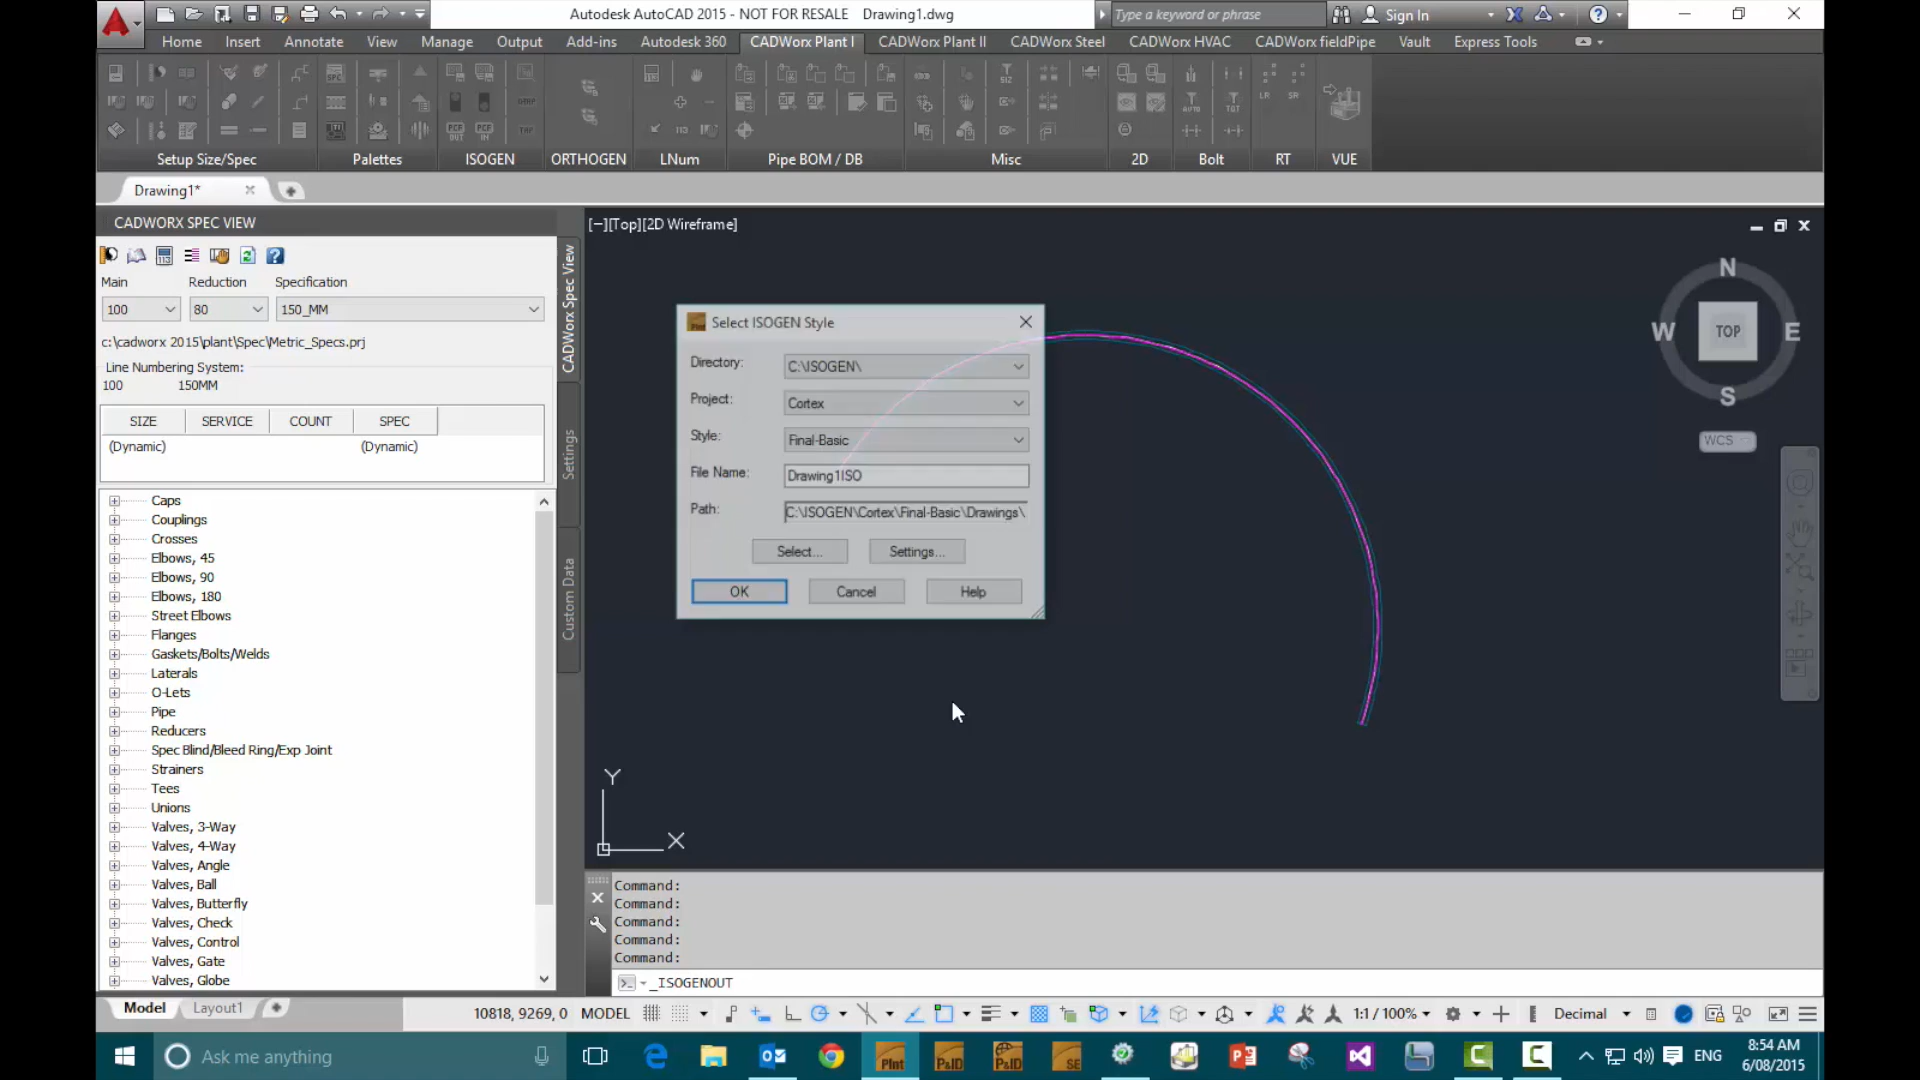 Autodesk AutoCAD 2015 - NOT FOR RESALE Drawing1.dwg
Type a keyword or phrase
Sign In
Home Insert Annotate View Manage Output Add-ins Autodesk 360 CADWorx Plant I CADWorx Plant II CADWorx Steel CADWorx HVAC CADWorx fieldPipe Vault Express Tools
Setup Size/Spec Palettes ISOGEN ORTHOGEN LNum Pipe BOM / DB Misc 2D Bolt RT VUE
Drawing1*
CADWORX SPEC VIEW
[−][Top][2D Wireframe]
Main Reduction Specification
100 80 150_MM
c:\cadworx 2015\plant\Spec\Metric_Specs.prj
Line Numbering System:
100 150MM
SIZE SERVICE COUNT SPEC
(Dynamic) (Dynamic)
Caps
Couplings
Crosses
Elbows, 45
Elbows, 90
Elbows, 180
Street Elbows
Flanges
Gaskets/Bolts/Welds
Laterals
O-Lets
Pipe
Reducers
Spec Blind/Bleed Ring/Exp Joint
Strainers
Tees
Unions
Valves, 3-Way
Valves, 4-Way
Valves, Angle
Valves, Ball
Valves, Butterfly
Valves, Check
Valves, Control
Valves, Gate
Valves, Globe
CADWorx Spec View
Settings
Custom Data
Select ISOGEN Style
Directory: C:\ISOGEN\
Project: Cortex
Style: Final-Basic
File Name: Drawing1ISO
Path: C:\ISOGEN\Cortex\Final-Basic\Drawings\
Select... Settings...
OK Cancel Help
N
W TOP E
S
WCS
Y
X
Command:
Command:
Command:
Command:
Command:
_ISOGENOUT
Model Layout1
10818, 9269, 0 MODEL
1:1 / 100%
Decimal
Ask me anything
ENG
8:54 AM
6/08/2015